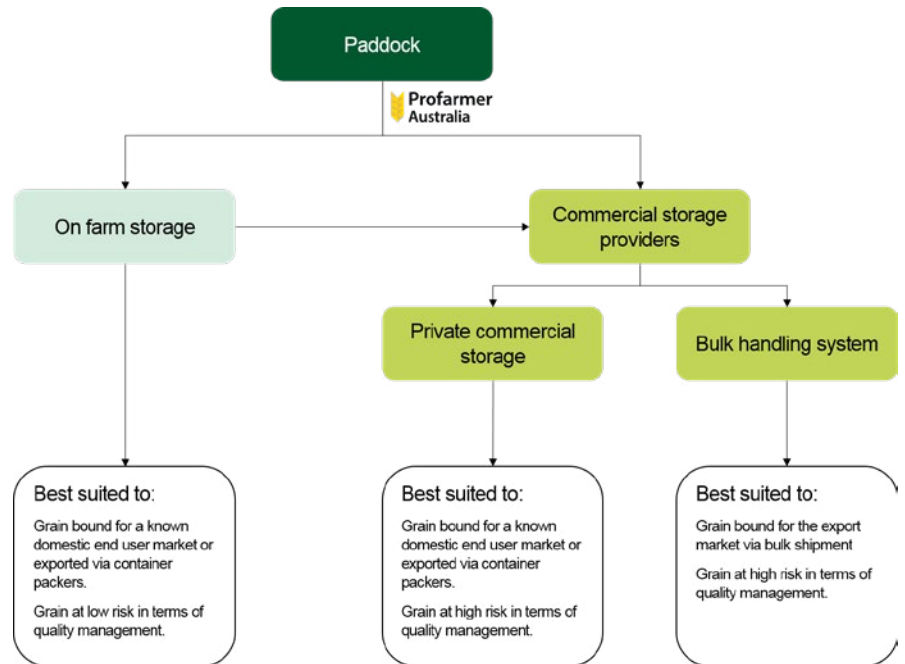 Paddock
Profarmer
Australia
On farm storage
Commercial storage
providers
Private commercial
storage
Bulk handling system
Best suited to:
Grain bound for a known
domestic end user market or
exported via container
packers.
Grain at low risk in terms of
quality management.
Best suited to:
Grain bound for a known
domestic end user market or
exported via container
packers.
Grain at high risk in terms of
quality management.
Best suited to:
Grain bound for the export
market via bulk shipment
Grain at high risk in terms of
quality management.